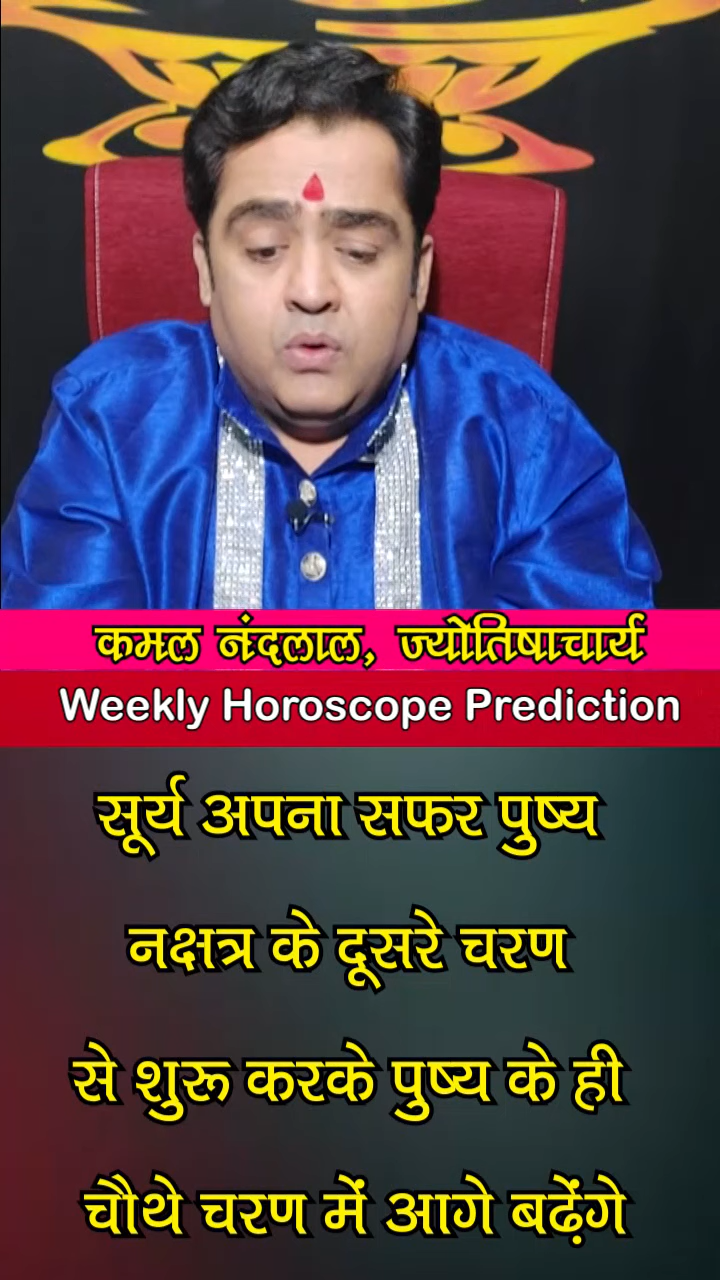 कमल नंदलाल, ज्योतिषाचार्य
Weekly Horoscope Prediction
सूर्य अपना सफर पुष्य
नक्षत्र के दूसरे चरण
से शुरू करके पुष्य के ही
चौथे चरण में आगे बढ़ेंगे